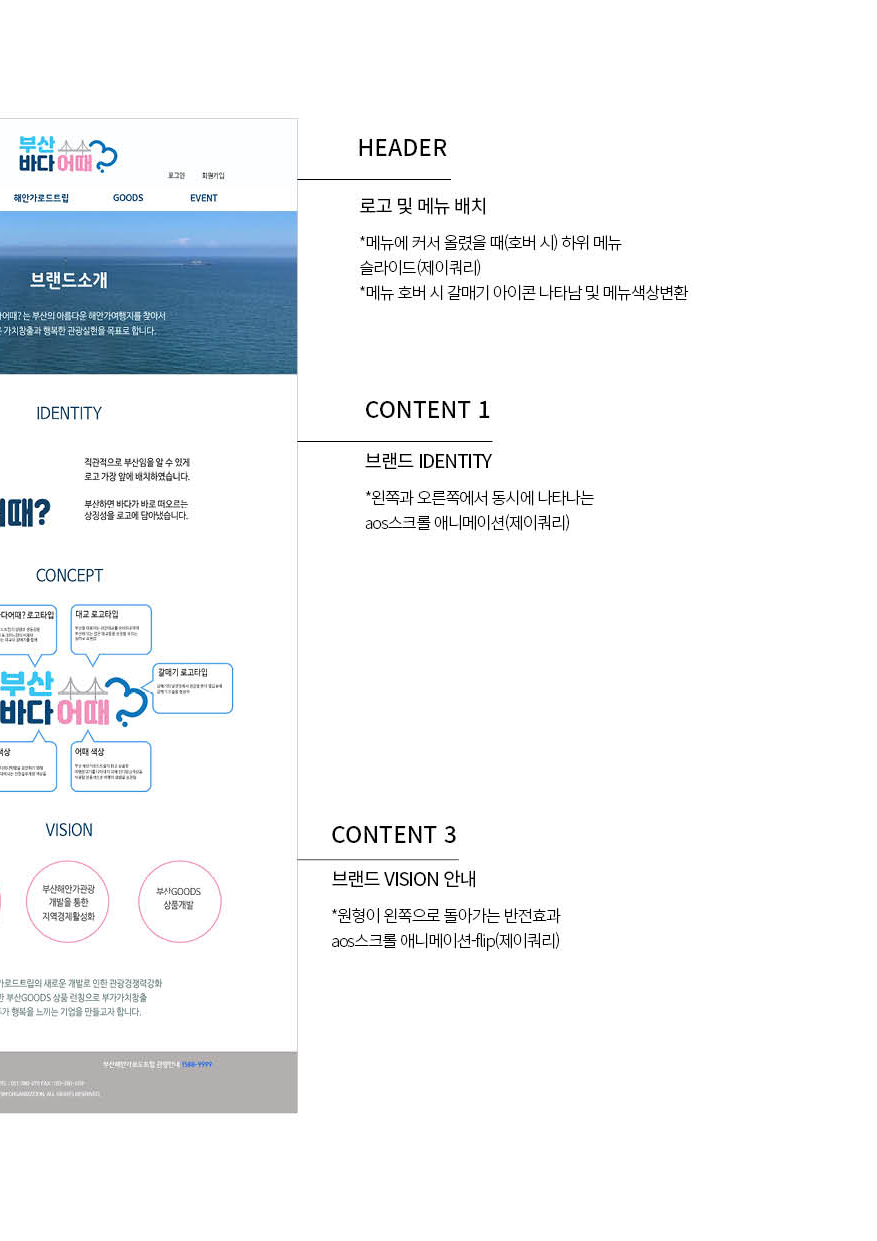 부산
바다어때
로그인 회원가입
해안가로드트립 GOODS EVENT
브랜드소개
어때? 는 부산의 아름다운 해안가여행지를 찾아서
가치창출과 행복한 관광실현을 목표로 합니다.
IDENTITY
직관적으로 부산임을 알 수 있게
로고 가장 앞에 배치하였습니다.
어때?
부산하면 바다가 바로 떠오르는
상징성을 로고에 담아냈습니다.
CONCEPT
다어때? 로고타입
대교 로고타입
갈매기 로고타입
부산
바다어때
색상
어때 색상
VISION
부산해안가관광
개발을 통한
지역경제활성화
부산GOODS
상품개발
가로드트립의 새로운 개발로 인한 관광경쟁력강화
한 부산GOODS 상품 런칭으로 부가가치창출
가 행복을 느끼는 기업을 만들고자 합니다.
부산해안가로드트립 관광안내 1588-9999
ORGANIZATION. ALL RIGHTS RESERVED.
HEADER
로고 및 메뉴 배치
*메뉴에 커서 올렸을 때(호버 시) 하위 메뉴
슬라이드(제이쿼리)
*메뉴 호버 시 갈매기 아이콘 나타남 및 메뉴색상변환
CONTENT 1
브랜드 IDENTITY
*왼쪽과 오른쪽에서 동시에 나타나는
aos스크롤 애니메이션(제이쿼리)
CONTENT 3
브랜드 VISION 안내
*원형이 왼쪽으로 돌아가는 반전효과
aos스크롤 애니메이션-flip(제이쿼리)